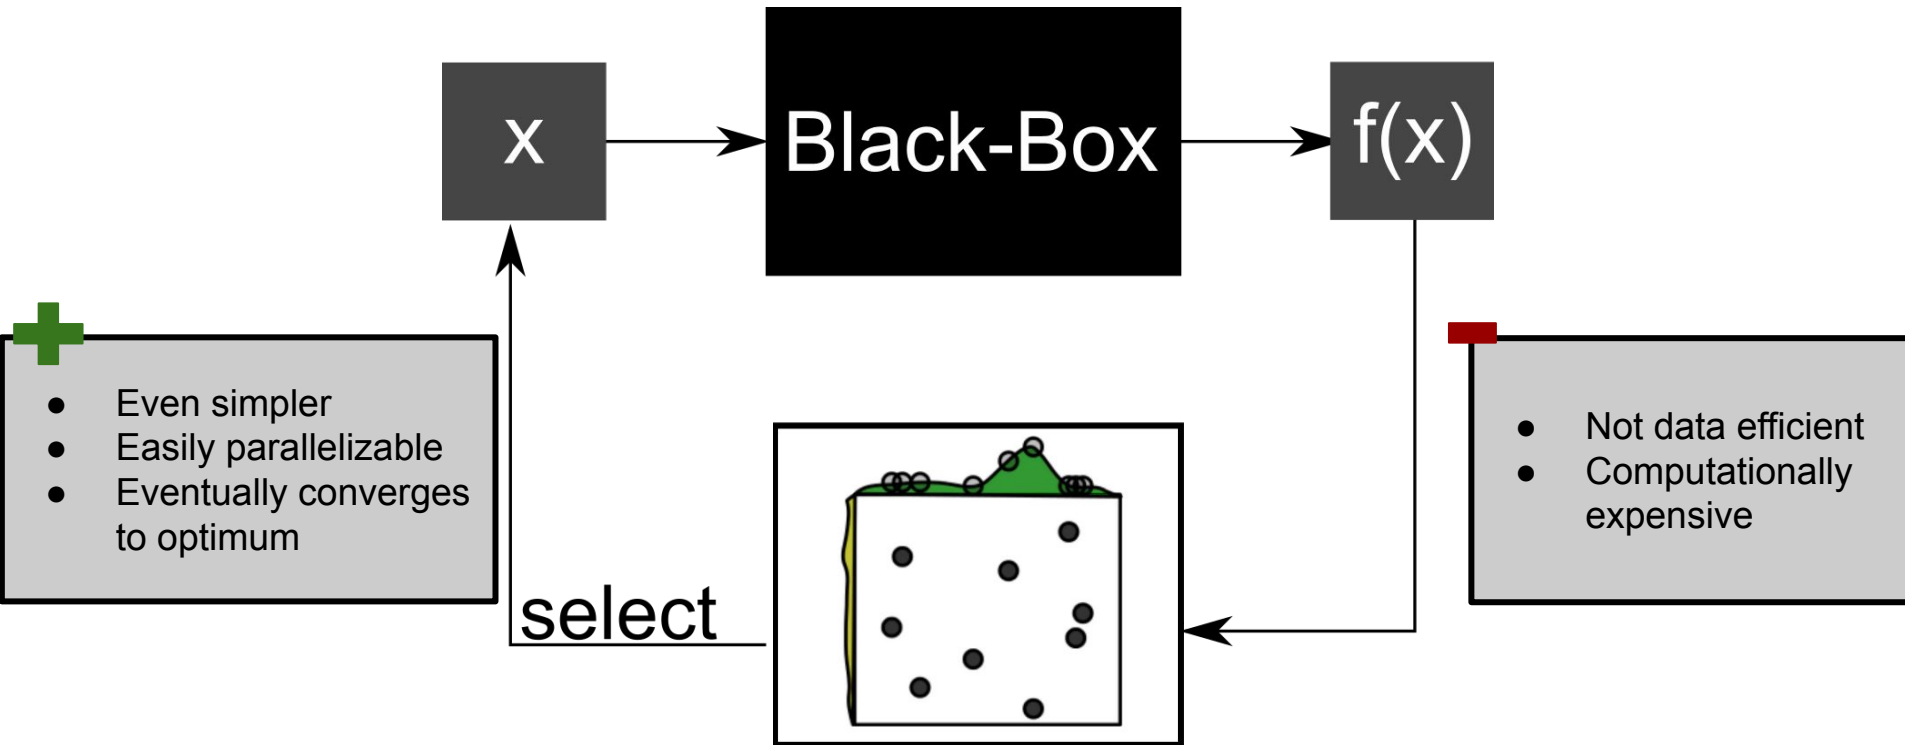 x
Black-Box
f(x)
● Even simpler
● Easily parallelizable
● Eventually converges
to optimum
● Not data efficient
● Computationally
expensive
select